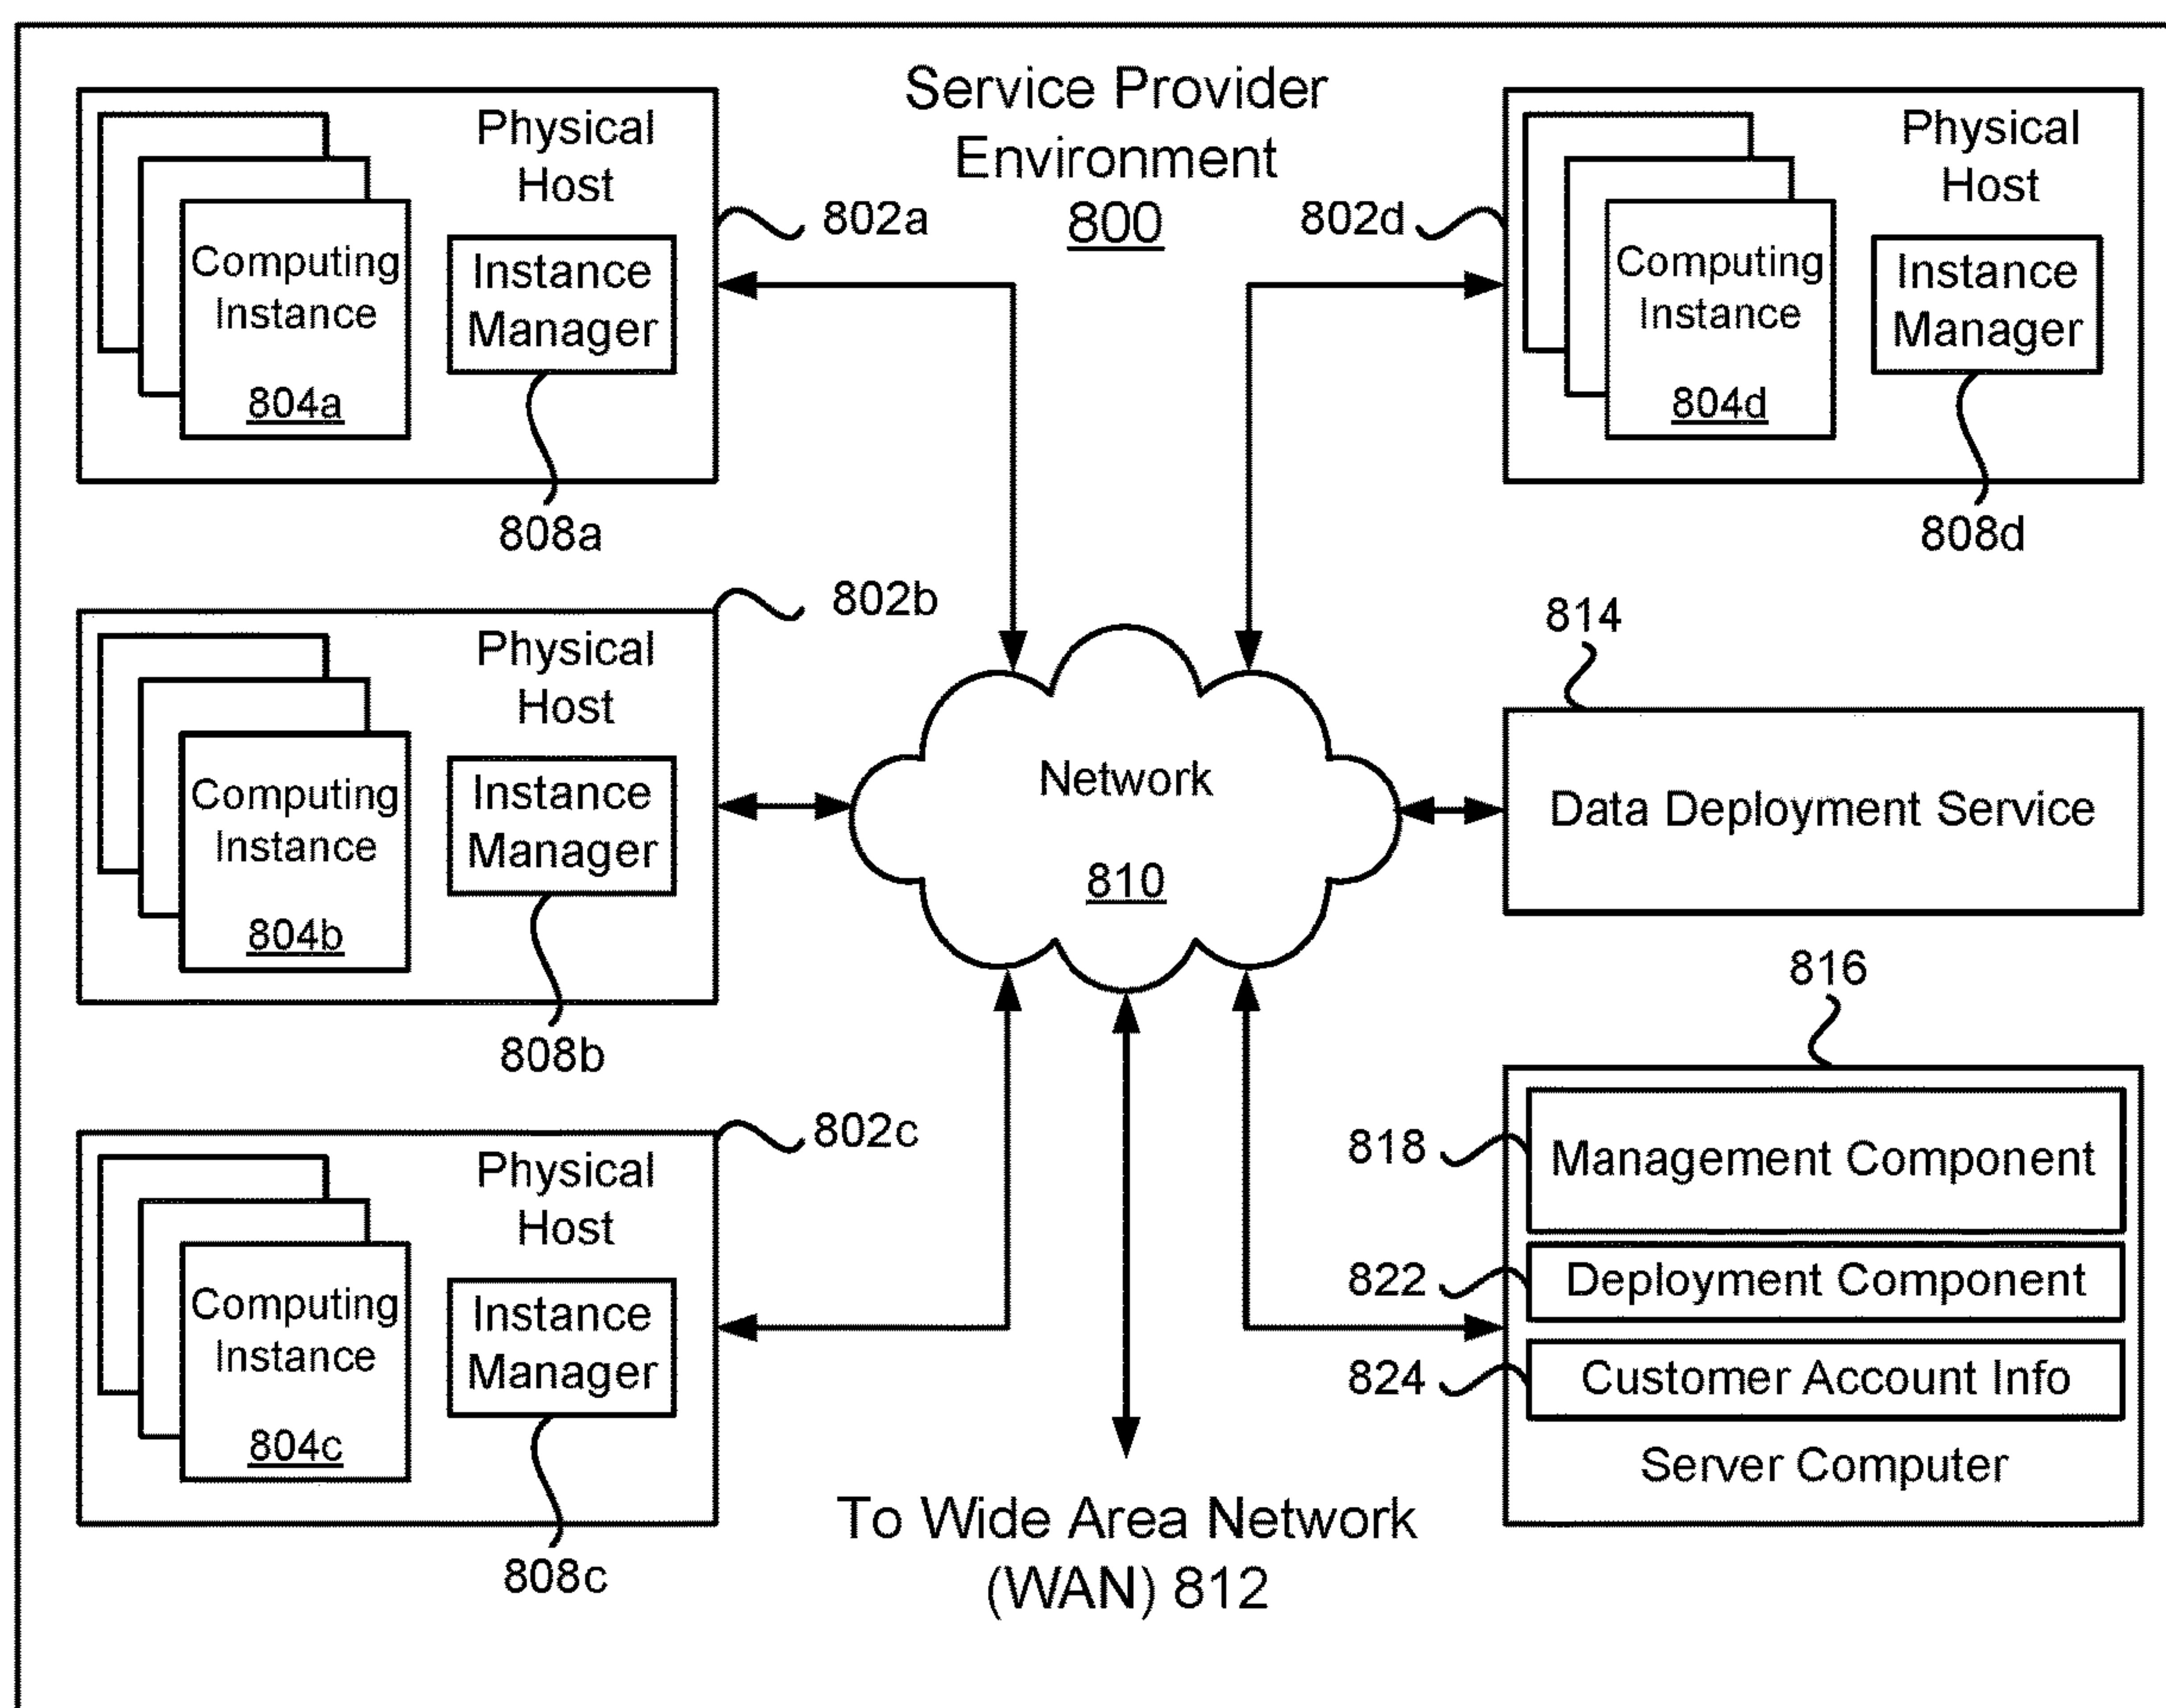 Service Provider
Environment
800
Physical
Host
802a
Computing
Instance
804a
Instance
Manager
808a
802d
Physical
Host
Computing
Instance
804d
Instance
Manager
808d
802b
Physical
Host
Computing
Instance
804b
Instance
Manager
808b
Network
810
814
Data Deployment Service
802c
Physical
Host
Computing
Instance
804c
Instance
Manager
808c
816
818
Management Component
822
Deployment Component
824
Customer Account Info
Server Computer
To Wide Area Network
(WAN) 812